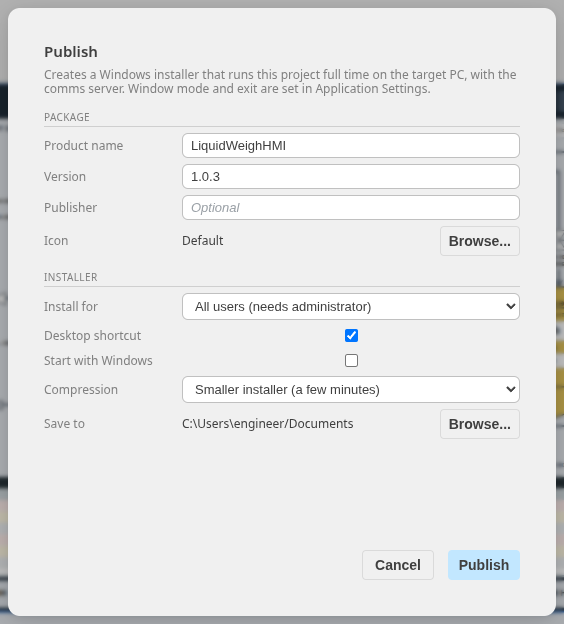 Publish
Creates a Windows installer that runs this project full time on the target PC, with the
comms server. Window mode and exit are set in Application Settings.
PACKAGE
Product name LiquidWeighHMI
Version 1.0.3
Publisher Optional
Icon Default Browse...
INSTALLER
Install for All users (needs administrator)
Desktop shortcut
Start with Windows
Compression Smaller installer (a few minutes)
Save to C:\Users\engineer/Documents Browse...
Cancel Publish